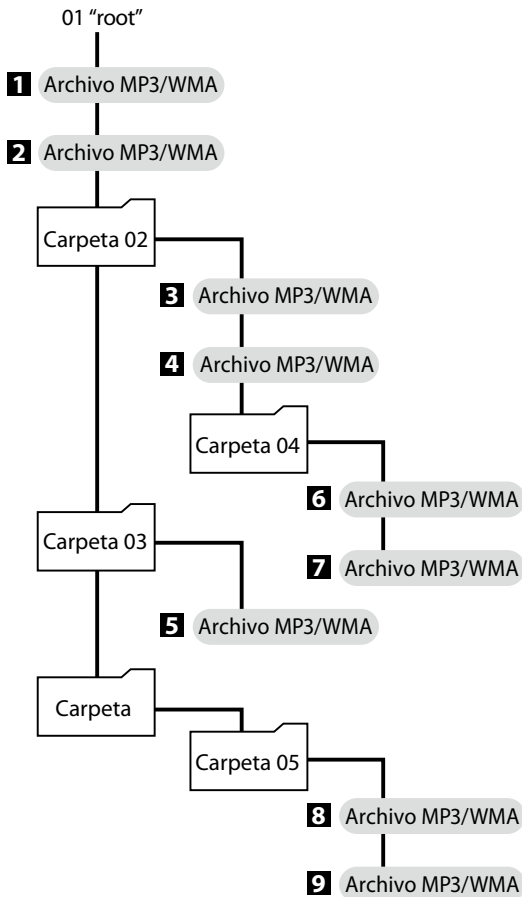 01 “root”
1 Archivo MP3/WMA
2 Archivo MP3/WMA
Carpeta 02
3 Archivo MP3/WMA
4 Archivo MP3/WMA
Carpeta 04
6 Archivo MP3/WMA
Carpeta 03
7 Archivo MP3/WMA
5 Archivo MP3/WMA
Carpeta
Carpeta 05
8 Archivo MP3/WMA
9 Archivo MP3/WMA